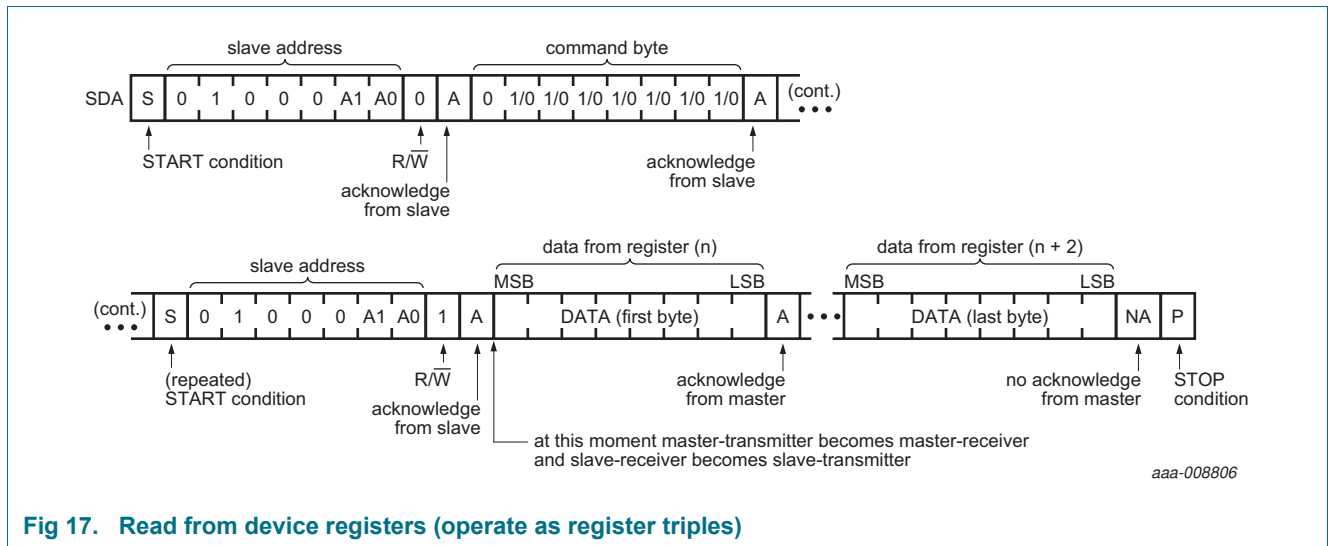 slave address command byte
SDA S 0 1 0 0 0 A1 A0 0 A 0 1/0 1/0 1/0 1/0 1/0 1/0 1/0 A (cont.)
START condition R/W̅ acknowledge from slave
acknowledge from slave
data from register (n) data from register (n + 2)
slave address
MSB LSB MSB LSB
(cont.) S 0 1 0 0 0 A1 A0 1 A DATA (first byte) A DATA (last byte) NA P
(repeated) START condition R/W̅ acknowledge from master no acknowledge from master STOP condition
acknowledge from slave
at this moment master-transmitter becomes master-receiver
and slave-receiver becomes slave-transmitter
aaa-008806
Fig 17. Read from device registers (operate as register triples)